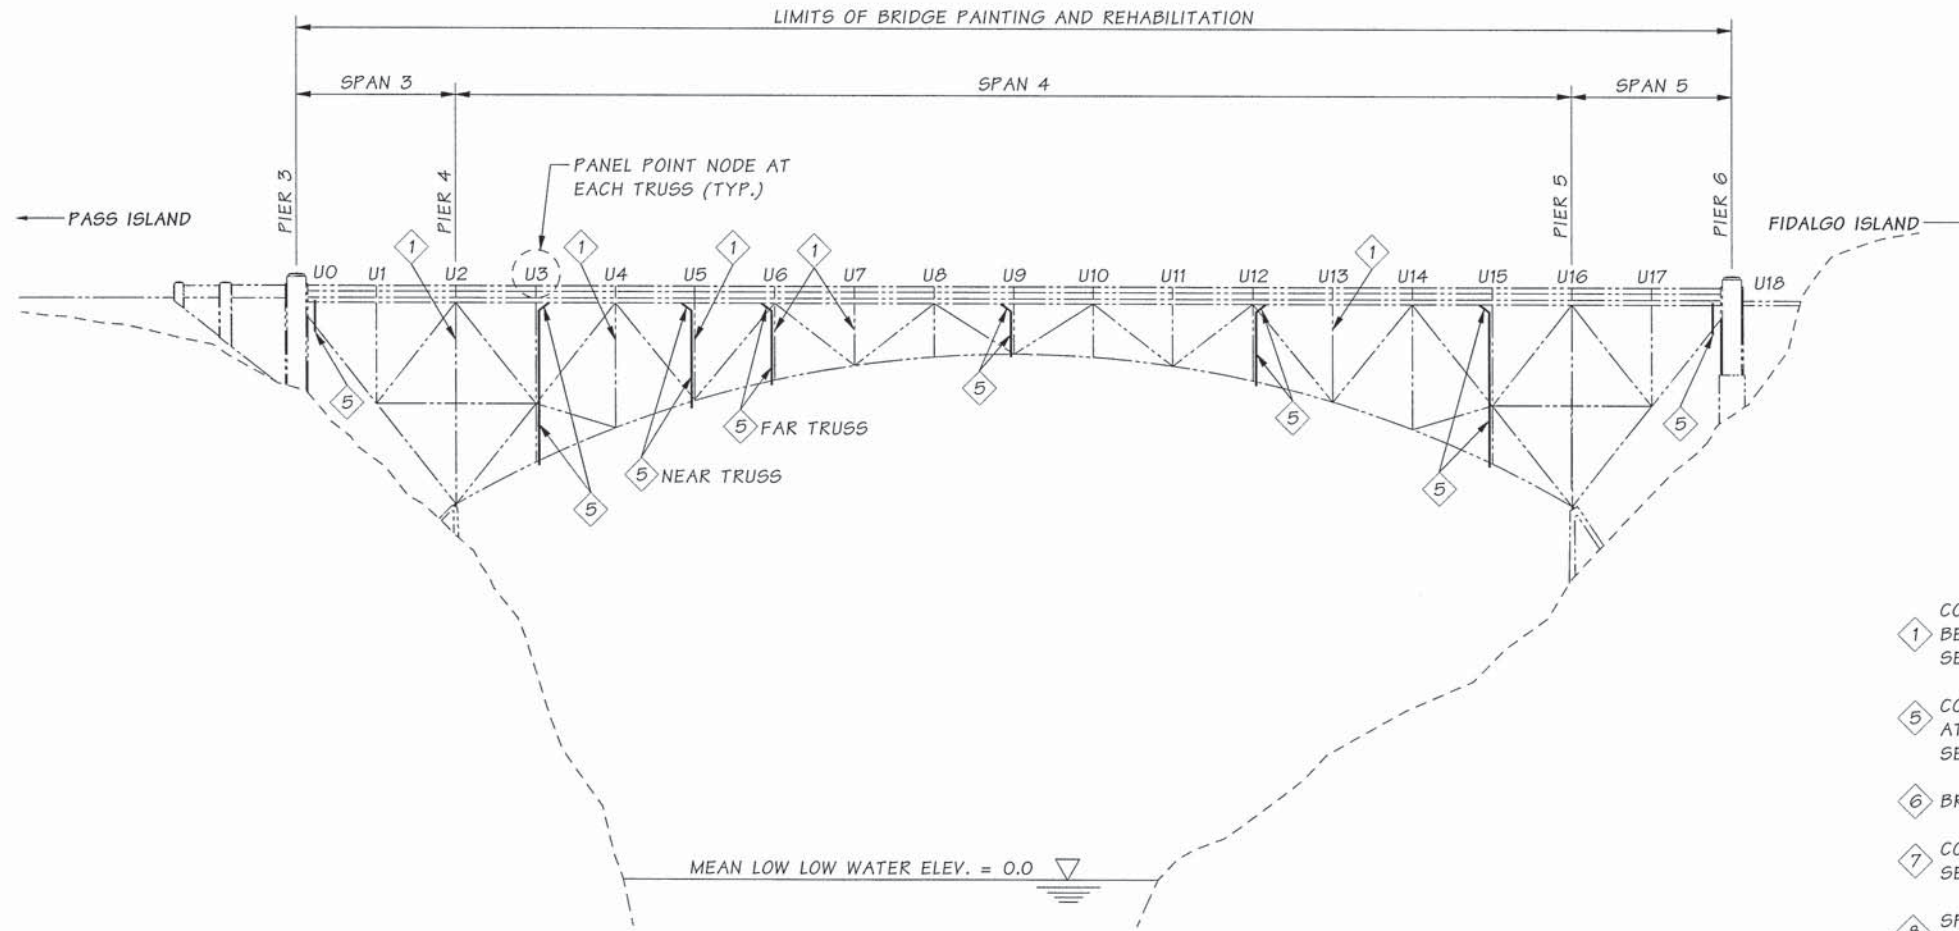 LIMITS OF BRIDGE PAINTING AND REHABILITATION
SPAN 3
SPAN 4
SPAN 5
PANEL POINT NODE AT
EACH TRUSS (TYP.)
PIER 3
PIER 4
PIER 5
PIER 6
PASS ISLAND
FIDALGO ISLAND
1
1
1
1
1
U0
U1
U2
U3
U4
U5
U6
U7
U8
U9
U10
U11
U12
U13
U14
U15
U16
U17
U18
5
5
5
5
5 FAR TRUSS
5
5 NEAR TRUSS
5
5
MEAN LOW LOW WATER ELEV. = 0.0
1
5
AT
6
7
8